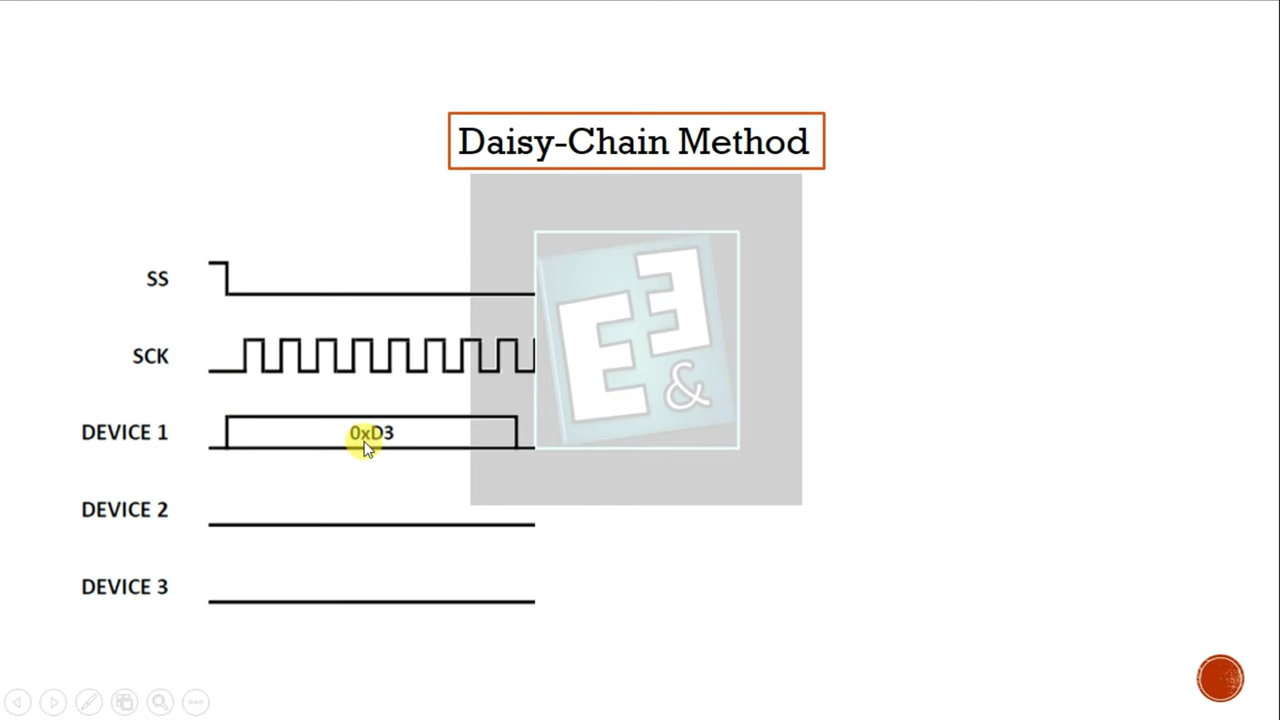 Daisy-Chain Method
E
E
&
SS
SCK
DEVICE 1
0xD3
DEVICE 2
DEVICE 3